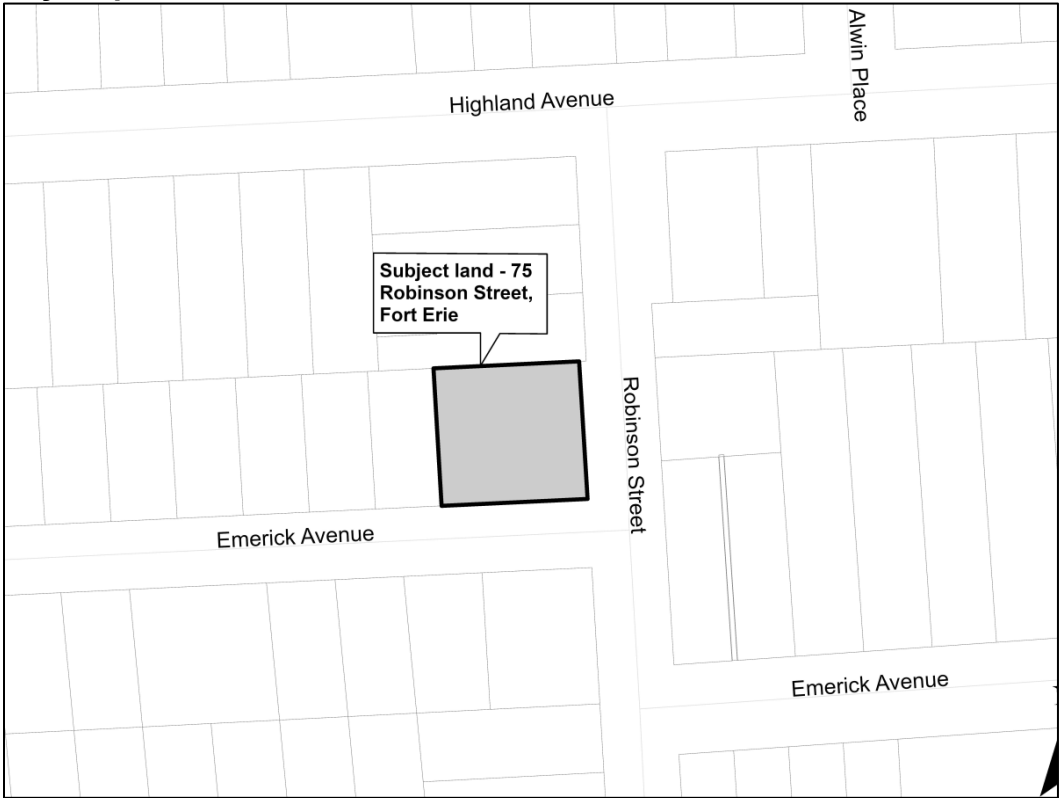 Alwin Place
Highland Avenue
Subject land - 75
Robinson Street,
Fort Erie
Robinson Street
Emerick Avenue
Emerick Avenue